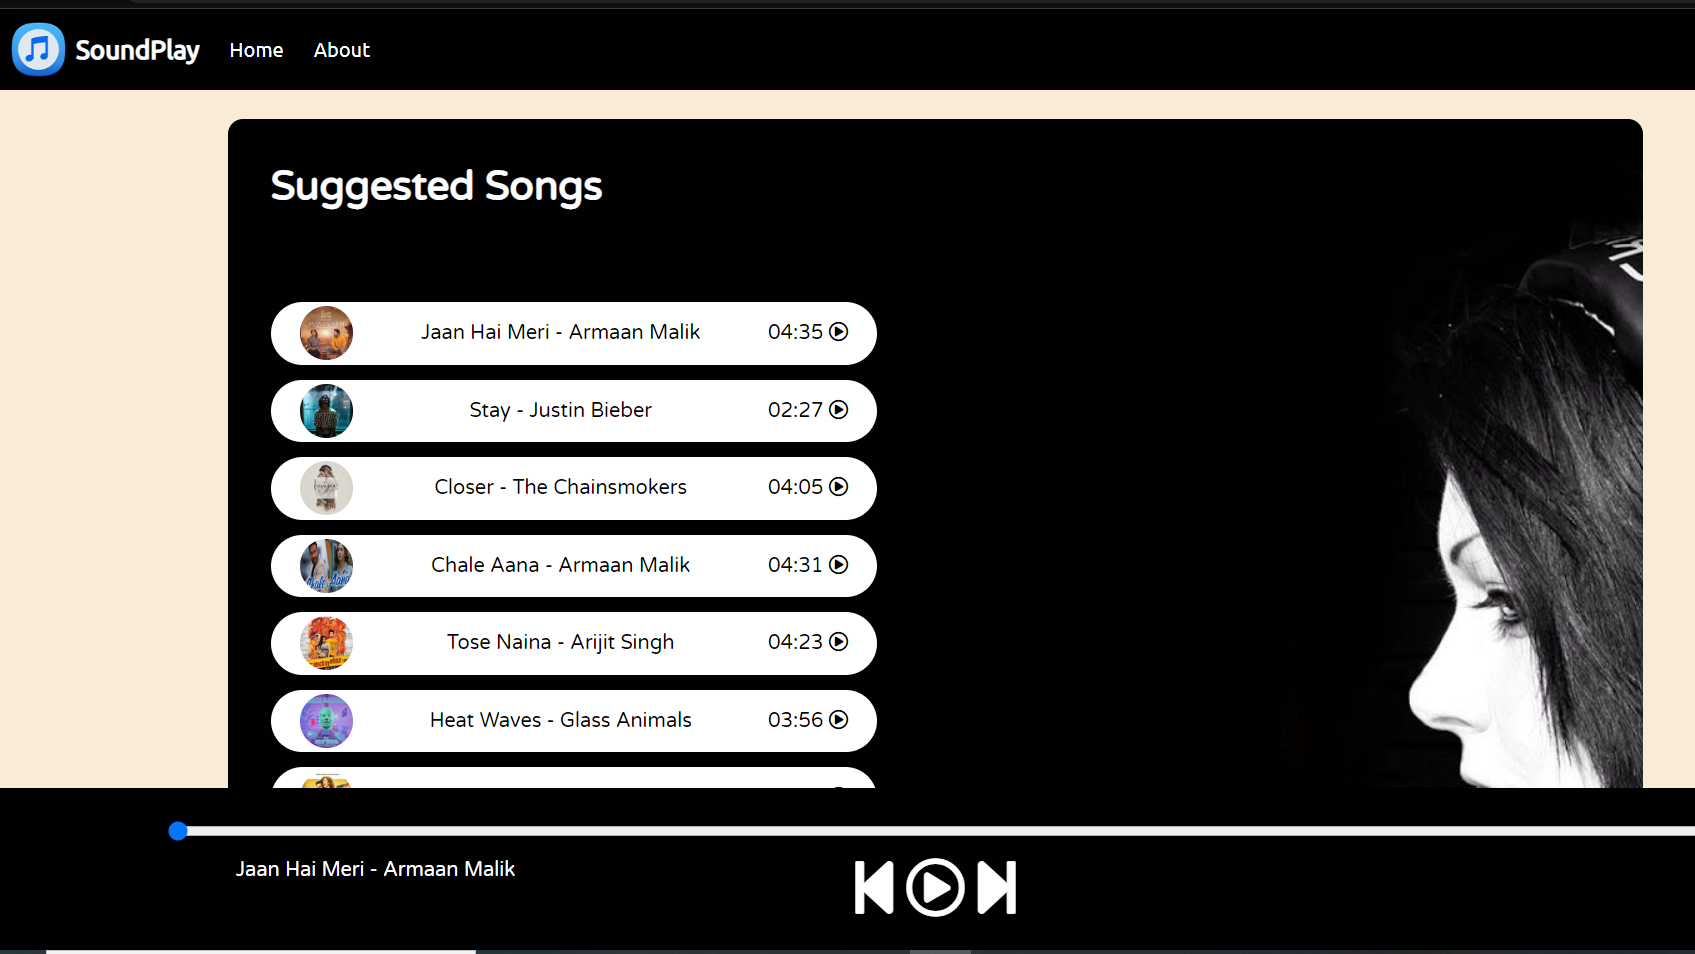 SoundPlay Home About
Suggested Songs
Jaan Hai Meri - Armaan Malik 04:35
Stay - Justin Bieber 02:27
Closer - The Chainsmokers 04:05
Chale Aana - Armaan Malik 04:31
Tose Naina - Arijit Singh 04:23
Heat Waves - Glass Animals 03:56
Jaan Hai Meri - Armaan Malik